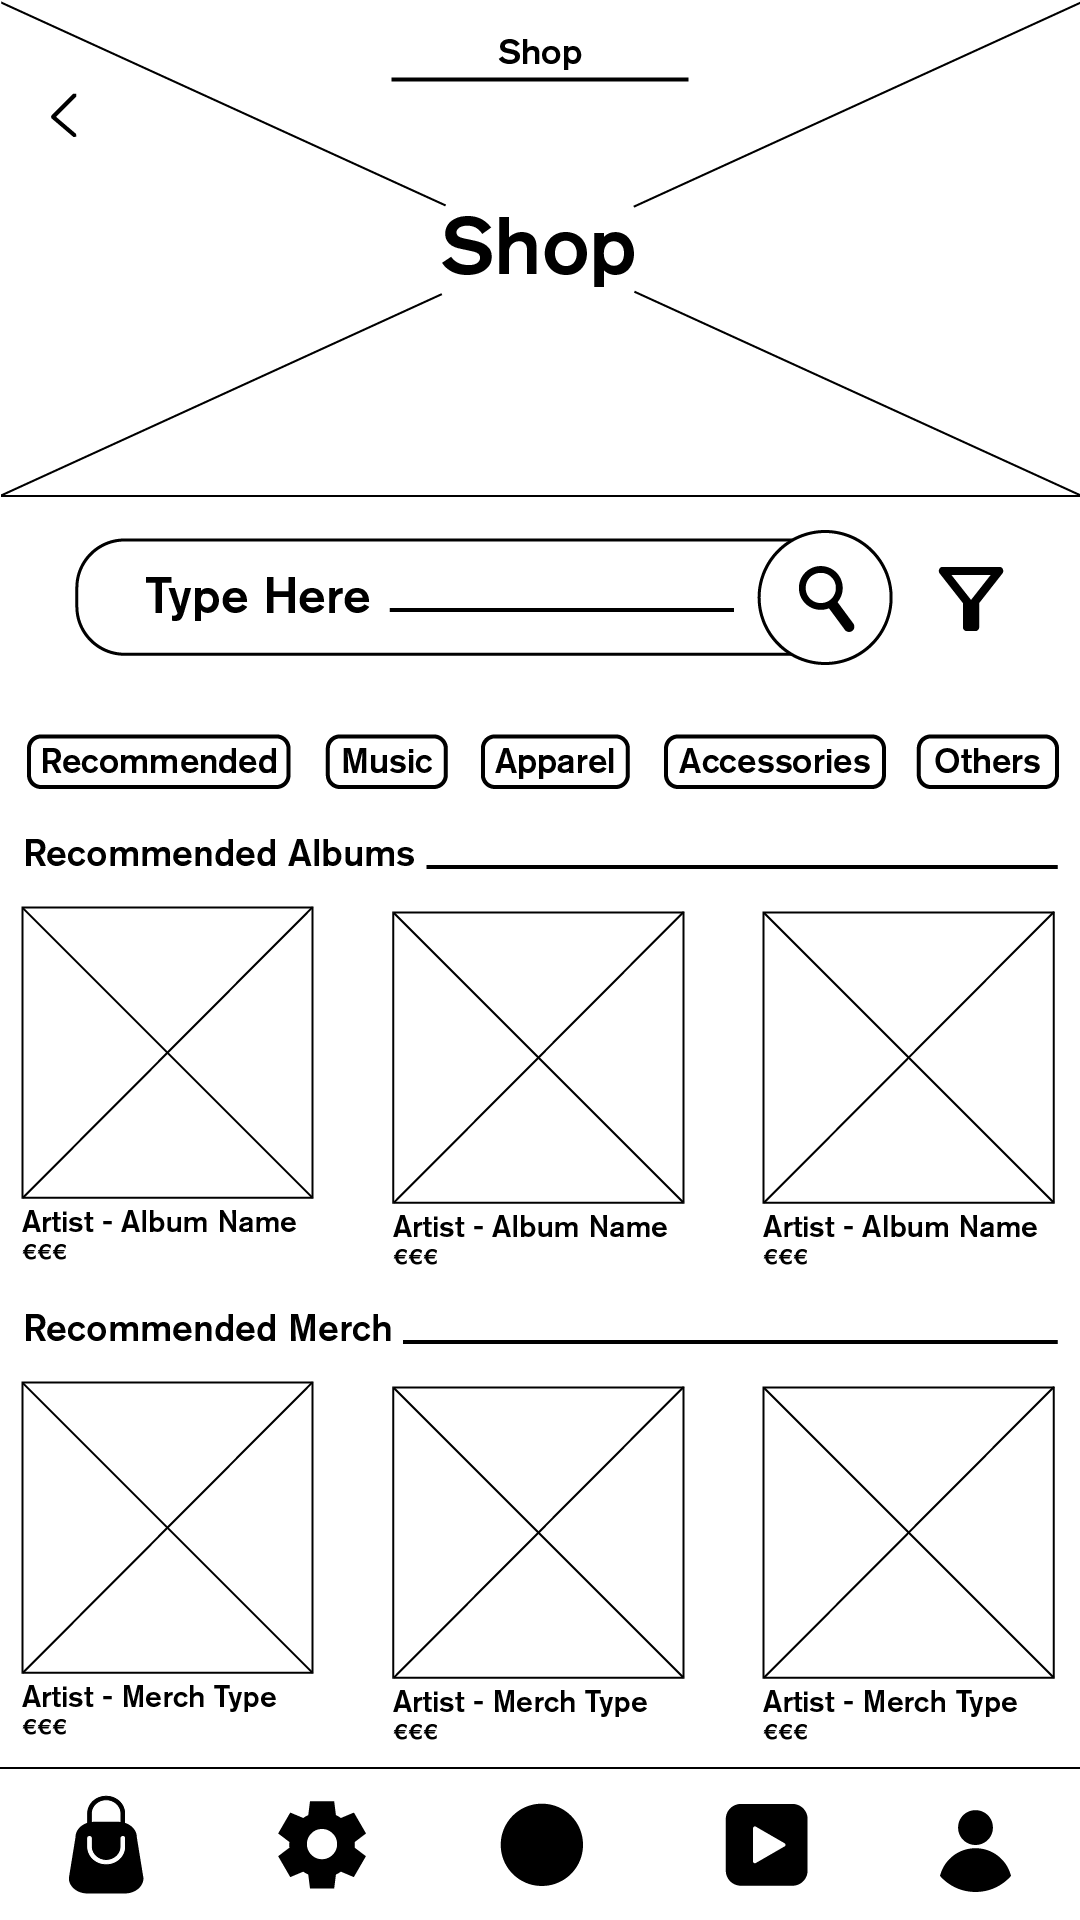 Shop
Shop
Type Here
Recommended Music Apparel Accessories Others
Recommended Albums
Artist - Album Name Artist - Album Name Artist - Album Name
€€€ €€€ €€€
Recommended Merch
Artist - Merch Type Artist - Merch Type Artist - Merch Type
€€€ €€€ €€€